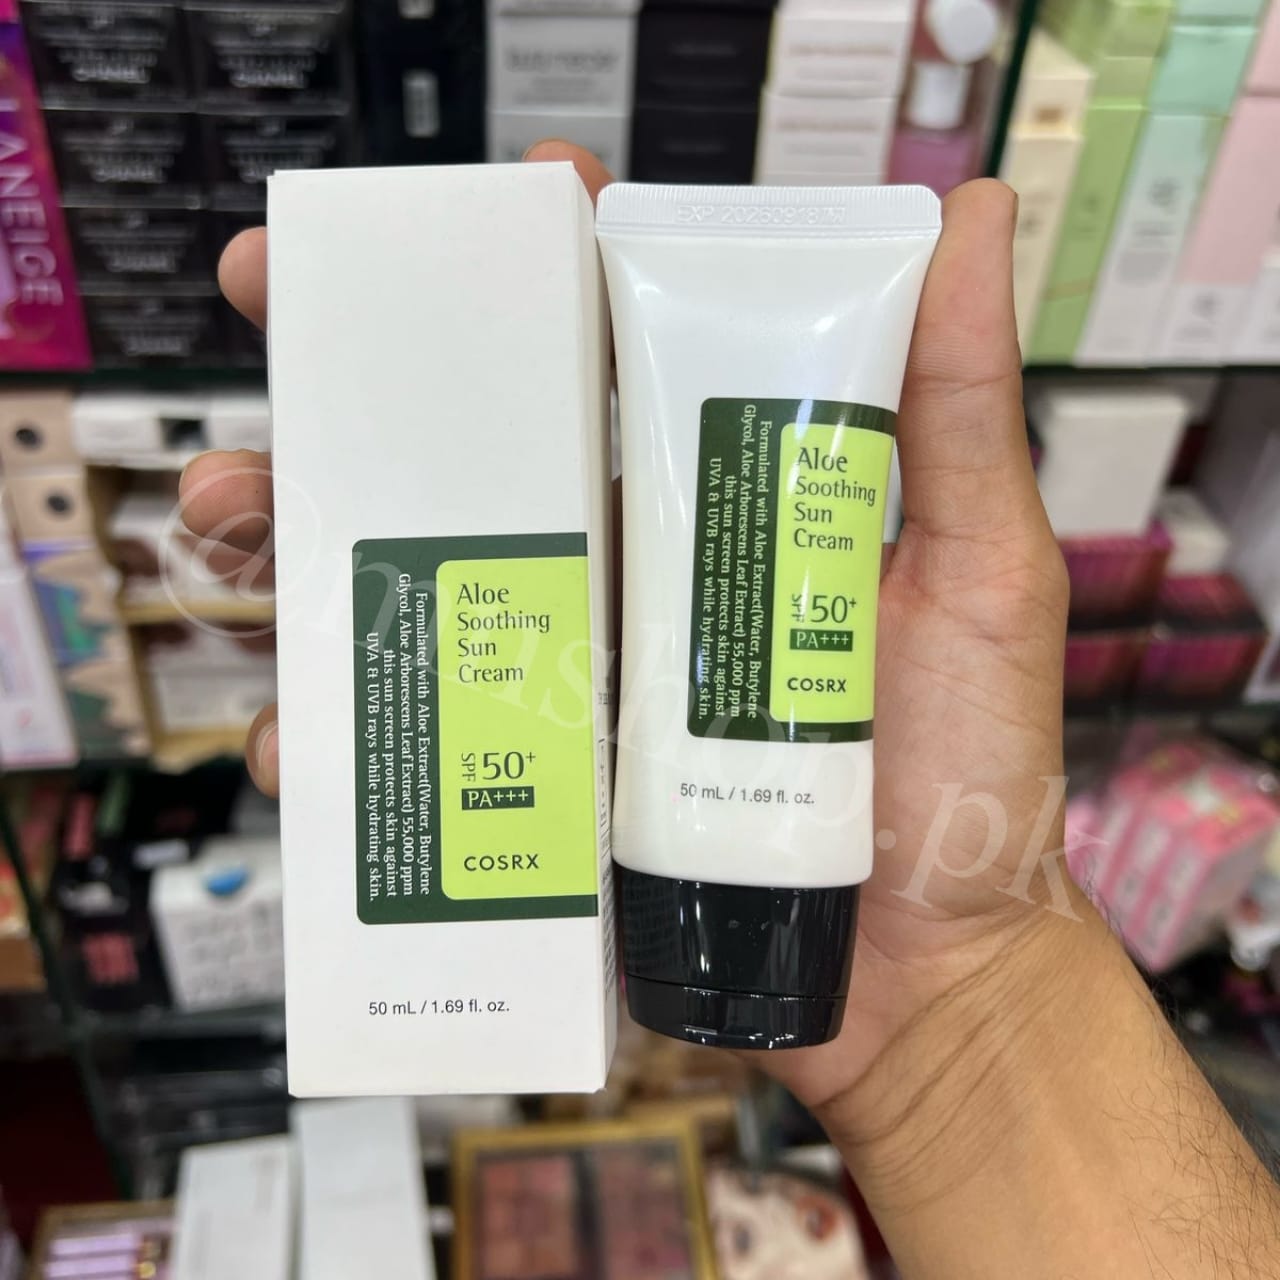 LANEIGE
CHANEL
CHANEL
CHANEL
CHANEL
EXP 20260918
Aloe
Soothing
Sun
Cream
SPF 50+
PA+++
COSRX
Formulated with Aloe Extract(Water, Butylene
Glycol, Aloe Arborescens Leaf Extract) 55,000 ppm
this sun screen protects skin against
UVA & UVB rays while hydrating skin.
50 mL / 1.69 fl. oz.
Aloe
Soothing
Sun
Cream
SPF 50+
PA+++
COSRX
Formulated with Aloe Extract(Water, Butylene
Glycol, Aloe Arborescens Leaf Extract) 55,000 ppm
this sun screen protects skin against
UVA & UVB rays while hydrating skin.
50 mL / 1.69 fl. oz.